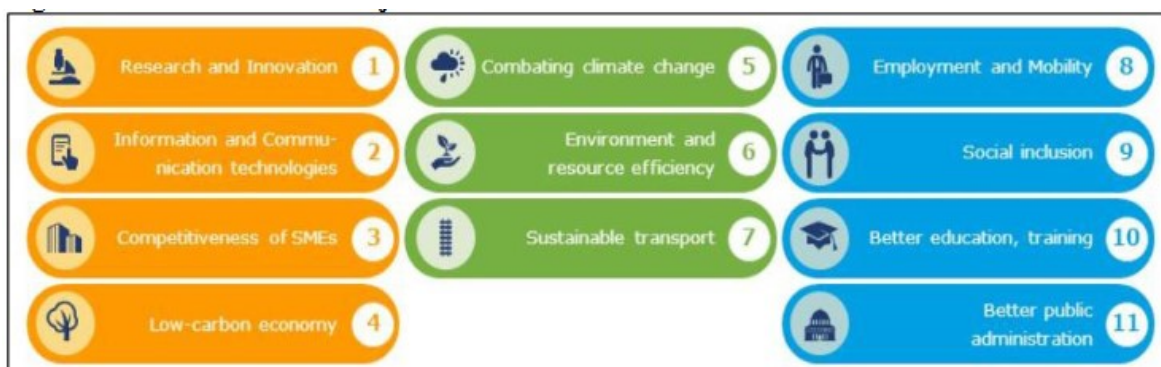 Research and Innovation 1
Information and Commu-
nication technologies 2
Competitiveness of SMEs 3
Low-carbon economy 4
Combating climate change 5
Environment and
resource efficiency 6
Sustainable transport 7
Employment and Mobility 8
Social inclusion 9
Better education, training 10
Better public
administration 11